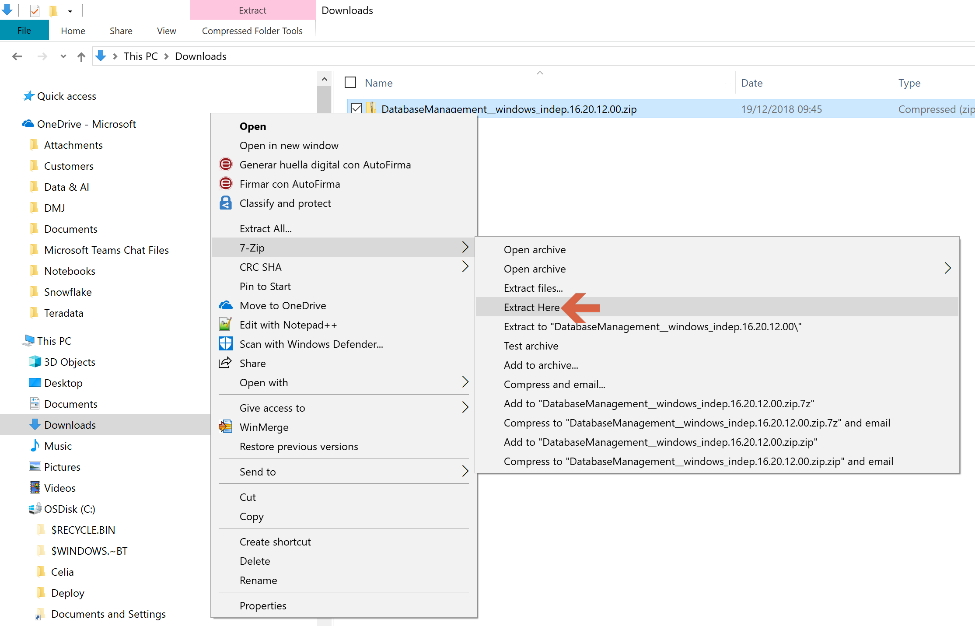 Extract
Downloads
File
Home
Share
View
Compressed Folder Tools
This PC
Downloads
Quick access
OneDrive - Microsoft
Attachments
Customers
Data & AI
DMJ
Documents
Microsoft Teams Chat Files
Notebooks
Snowflake
Teradata
This PC
3D Objects
Desktop
Documents
Downloads
Music
Pictures
Videos
OSDisk (C:)
$RECYCLE.BIN
$WINDOWS.~BT
Celia
Deploy
Documents and Settings
Name
Date
Type
DatabaseManagement__windows_indep.16.20.12.00.zip
19/12/2018 09:45
Compressed (zip
Open
Open in new window
Generar huella digital con AutoFirma
Firmar con AutoFirma
Classify and protect
Extract All...
7-Zip
CRC SHA
Pin to Start
Move to OneDrive
Edit with Notepad++
Scan with Windows Defender...
Share
Open with
Give access to
WinMerge
Restore previous versions
Send to
Cut
Copy
Create shortcut
Delete
Rename
Properties
Open archive
Open archive
Extract files...
Extract Here
Extract to "DatabaseManagement__windows_indep.16.20.12.00\"
Test archive
Add to archive...
Compress and email...
Add to "DatabaseManagement__windows_indep.16.20.12.00.zip.7z"
Compress to "DatabaseManagement__windows_indep.16.20.12.00.zip.7z" and email
Add to "DatabaseManagement__windows_indep.16.20.12.00.zip.zip"
Compress to "DatabaseManagement__windows_indep.16.20.12.00.zip.zip" and email